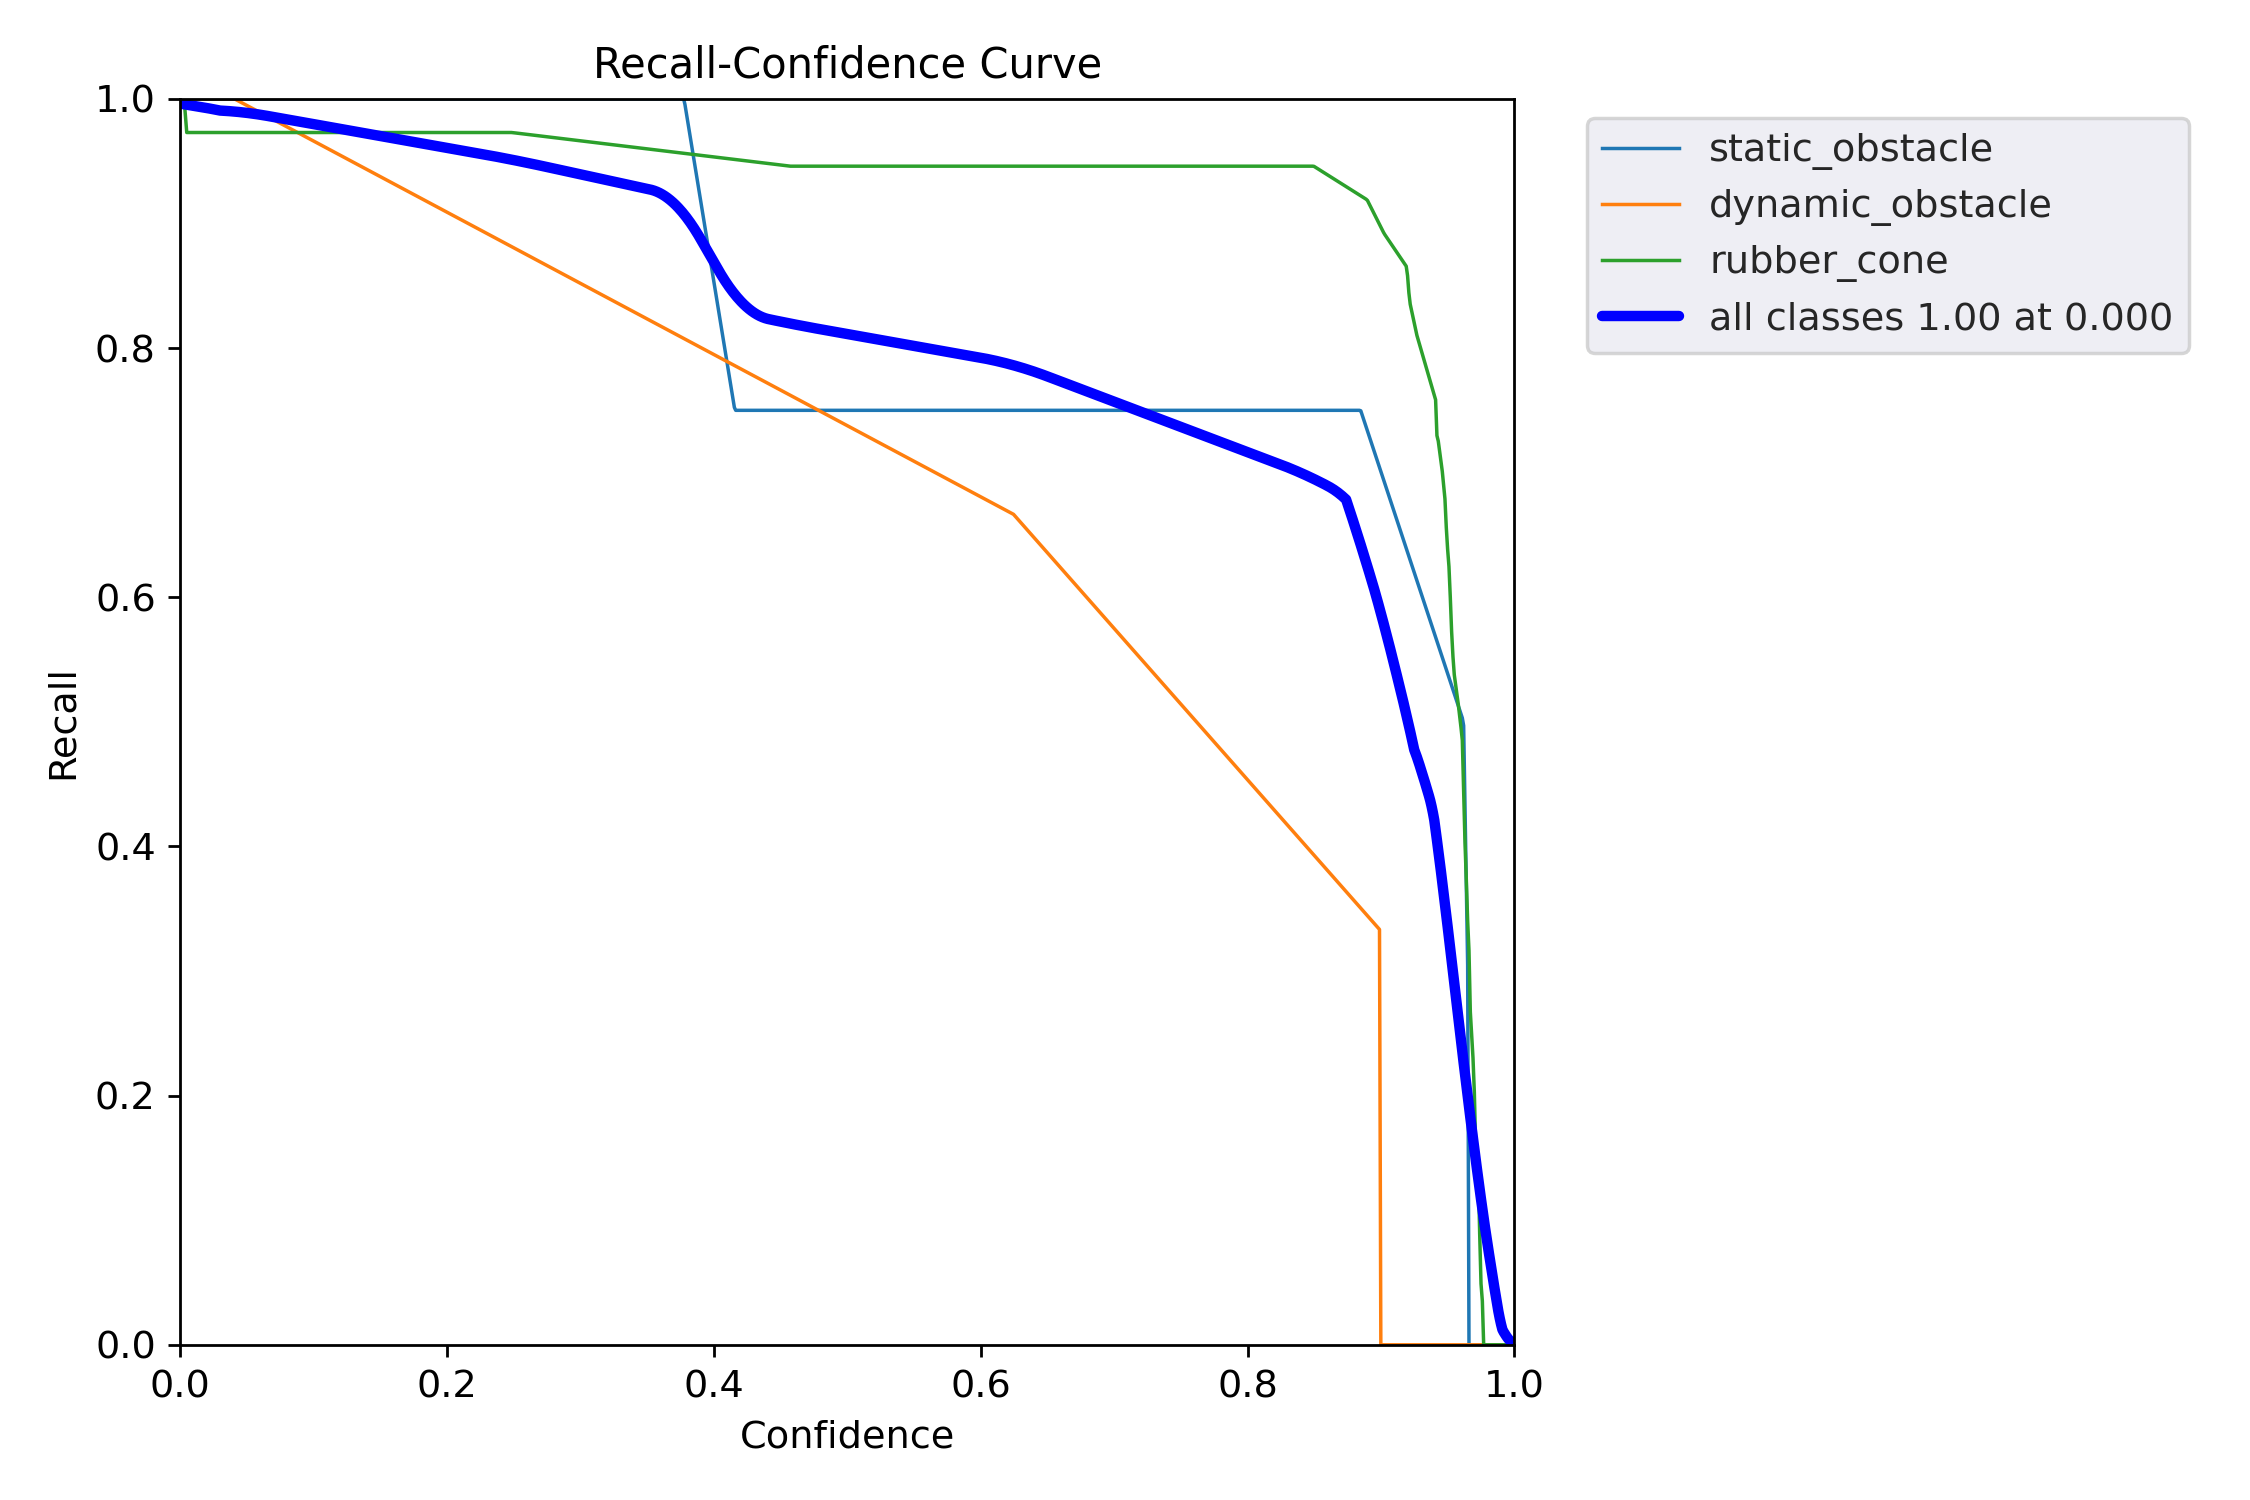 Recall-Confidence Curve
1.0
0.8
0.6
0.4
0.2
0.0
Recall
0.0 0.2 0.4 0.6 0.8 1.0
Confidence
static_obstacle
dynamic_obstacle
rubber_cone
all classes 1.00 at 0.000